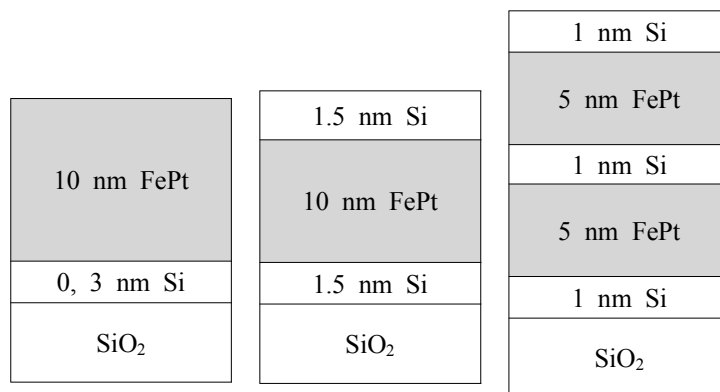 10 nm FePt
0, 3 nm Si
SiO₂
1.5 nm Si
10 nm FePt
1.5 nm Si
SiO₂
1 nm Si
5 nm FePt
1 nm Si
5 nm FePt
1 nm Si
SiO₂